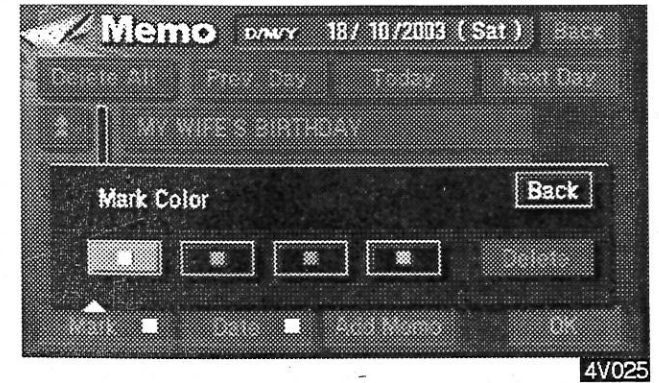 Memo D/M/Y 18/ 10/2003 ( Sat ) Back
Delete All Prev. Day Today Next Day
MY WIFE'S BIRTHDAY
Mark Color Back
Delete
Mark Date Add Memo OK
4V025